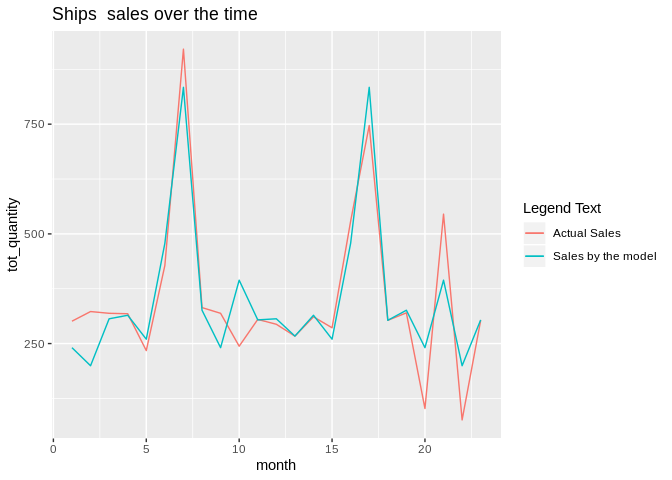 Ships  sales over the time
750
500
250
tot_quantity
0
5
10
15
20
month
Legend Text
Actual Sales
Sales by the model